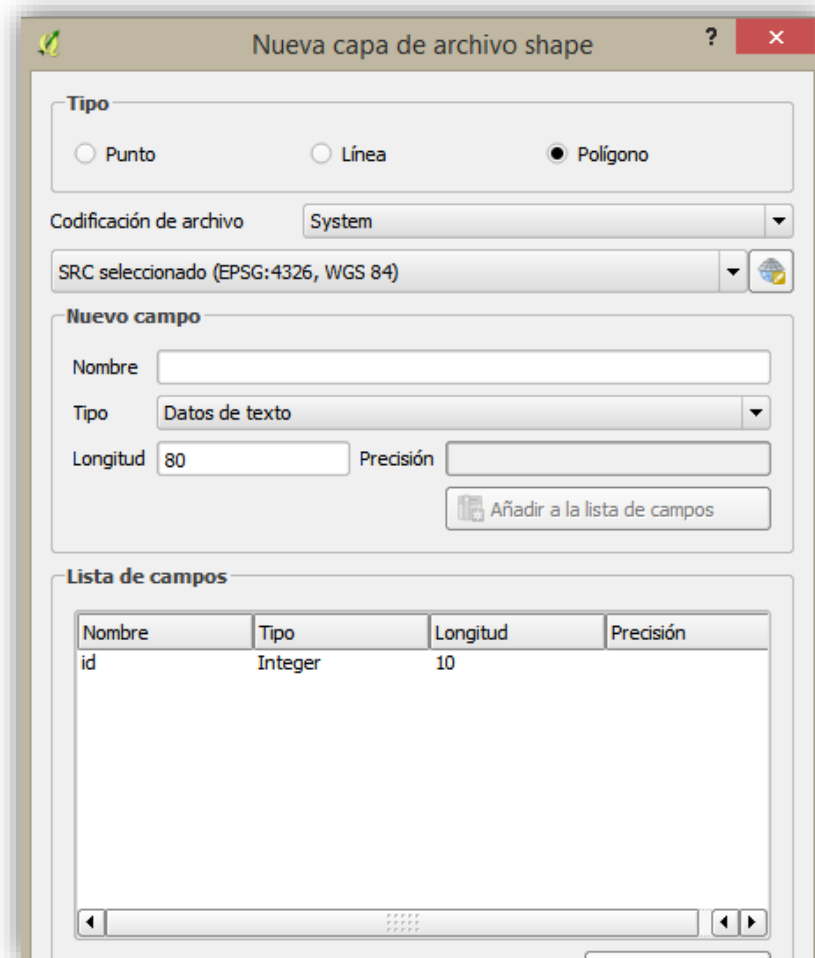 Nueva capa de archivo shape ?
Tipo
Punto Línea Polígono
Codificación de archivo System
SRC seleccionado (EPSG:4326, WGS 84)
Nuevo campo
Nombre
Tipo Datos de texto
Longitud 80 Precisión
Añadir a la lista de campos
Lista de campos
Nombre Tipo Longitud Precisión
id Integer 10